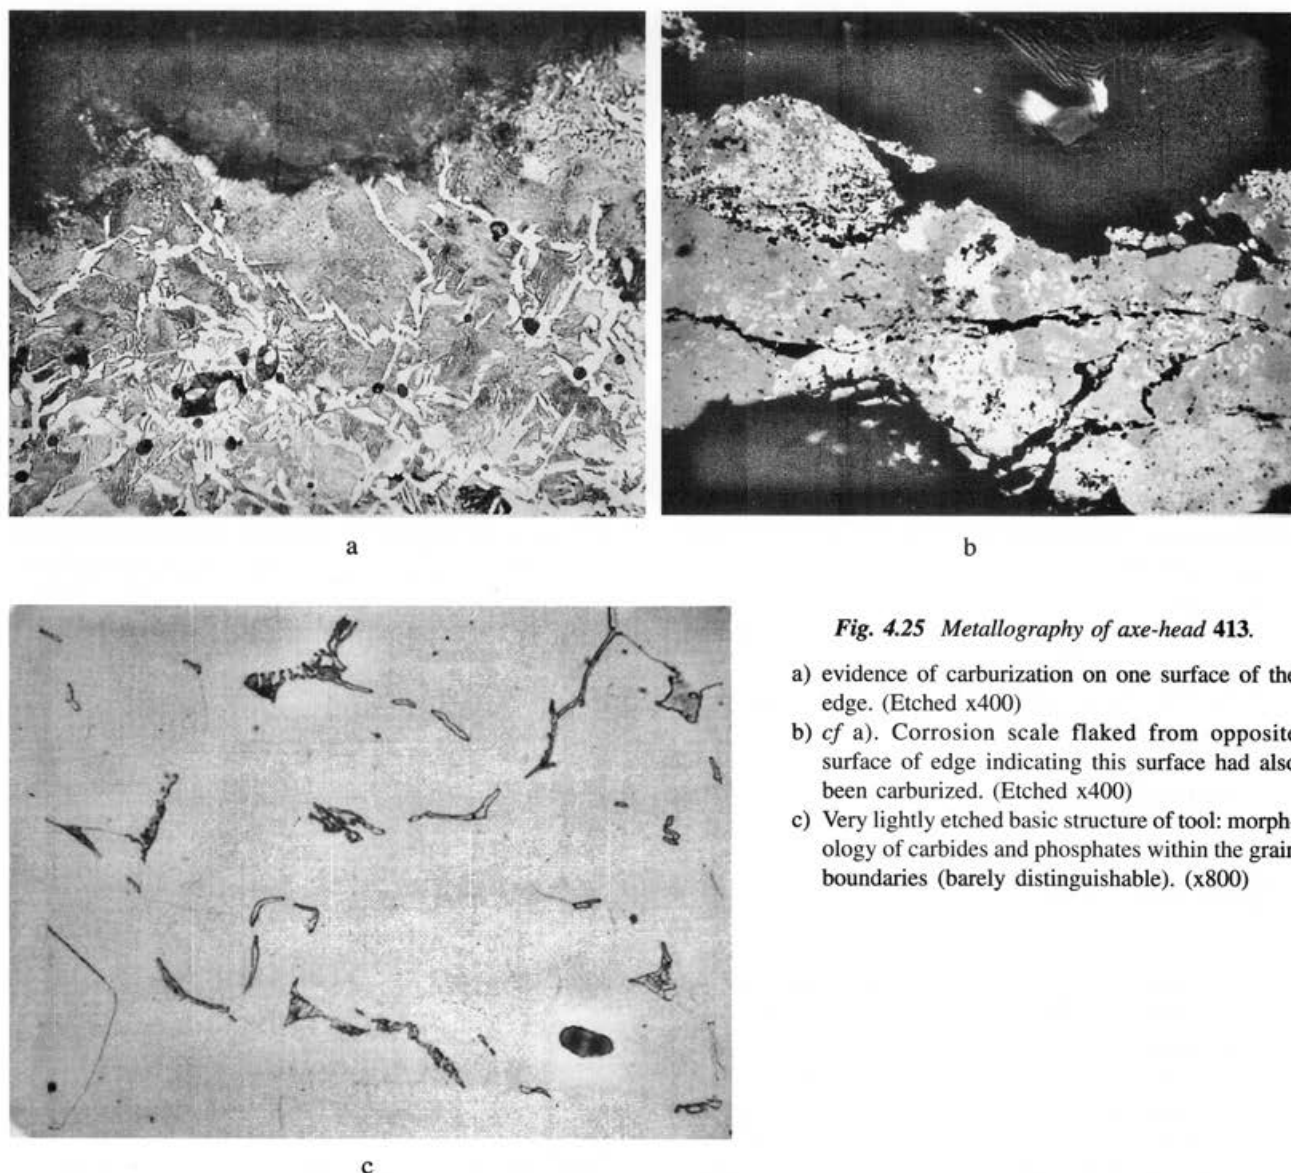 a
b
Fig. 4.25 Metallography of axe-head 413.
a) evidence of carburization on one surface of the
edge. (Etched x400)
b) cf a). Corrosion scale flaked from opposite
surface of edge indicating this surface had also
been carburized. (Etched x400)
c) Very lightly etched basic structure of tool: morph-
ology of carbides and phosphates within the grain
boundaries (barely distinguishable). (x800)
c